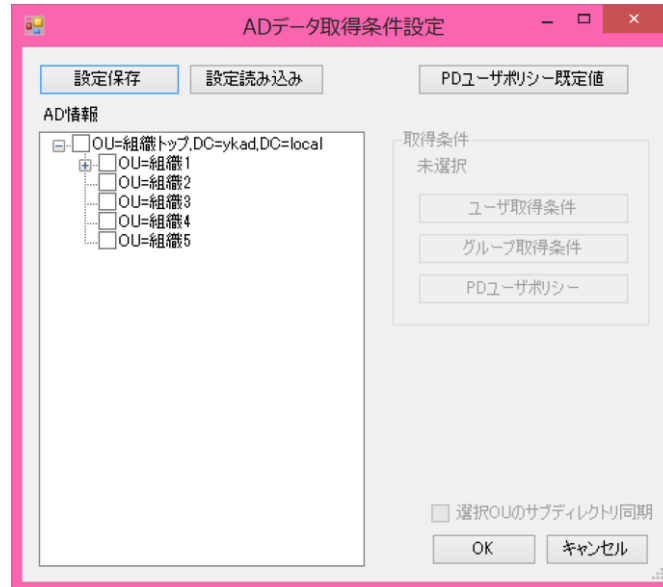 ADデータ取得条件設定
設定保存
設定読み込み
PDユーザポリシー既定値
AD情報
OU=組織トップ,DC=ykad,DC=local
OU=組織1
OU=組織2
OU=組織3
OU=組織4
OU=組織5
取得条件
未選択
ユーザ取得条件
グループ取得条件
PDユーザポリシー
選択OUのサブディレクトリ同期
OK
キャンセル